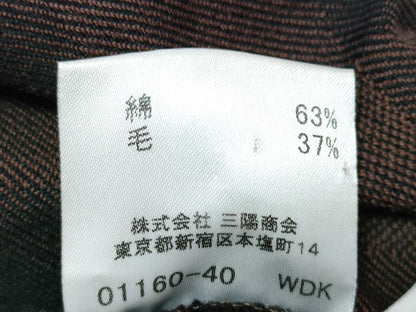 綿 63%
毛 37%
株式会社 三陽商会
東京都新宿区本塩町14
01160-40 WDK